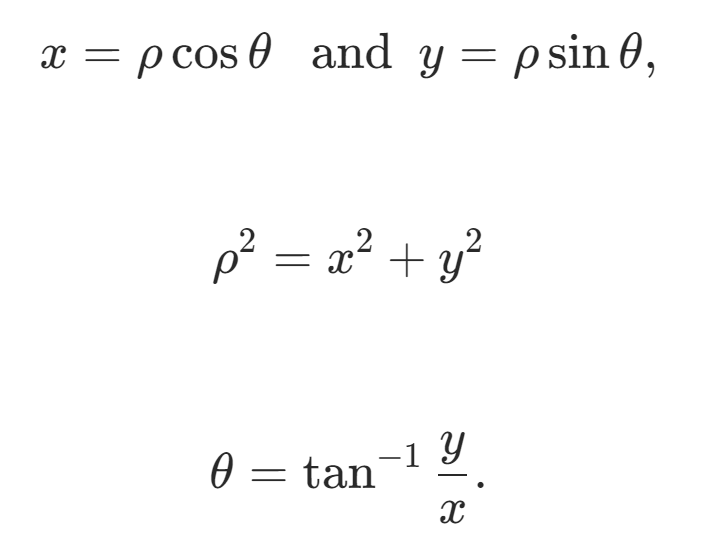 x = ρ cos θ and y = ρ sin θ,
ρ² = x² + y²
θ = tan⁻¹ y/x.